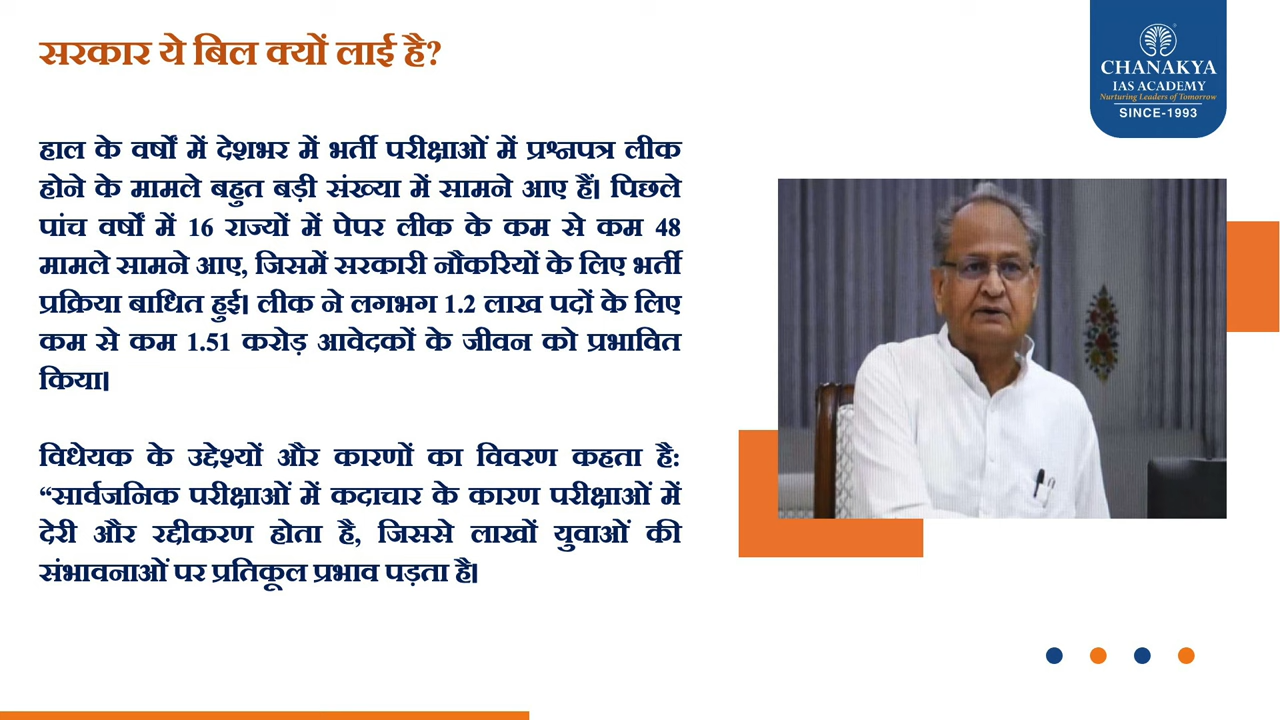 सरकार ये बिल क्यों लाई है?
CHANAKYA
IAS ACADEMY
Nurturing Leaders of Tomorrow
SINCE-1993
हाल के वर्षों में देशभर में भर्ती परीक्षाओं में प्रश्नपत्र लीक
होने के मामले बहुत बड़ी संख्या में सामने आए हैं। पिछले
पांच वर्षों में 16 राज्यों में पेपर लीक के कम से कम 48
मामले सामने आए, जिसमें सरकारी नौकरियों के लिए भर्ती
प्रक्रिया बाधित हुई। लीक ने लगभग 1.2 लाख पदों के लिए
कम से कम 1.51 करोड़ आवेदकों के जीवन को प्रभावित
किया।
विधेयक के उद्देश्यों और कारणों का विवरण कहता है:
“सार्वजनिक परीक्षाओं में कदाचार के कारण परीक्षाओं में
देरी और रद्दीकरण होता है, जिससे लाखों युवाओं की
संभावनाओं पर प्रतिकूल प्रभाव पड़ता है।